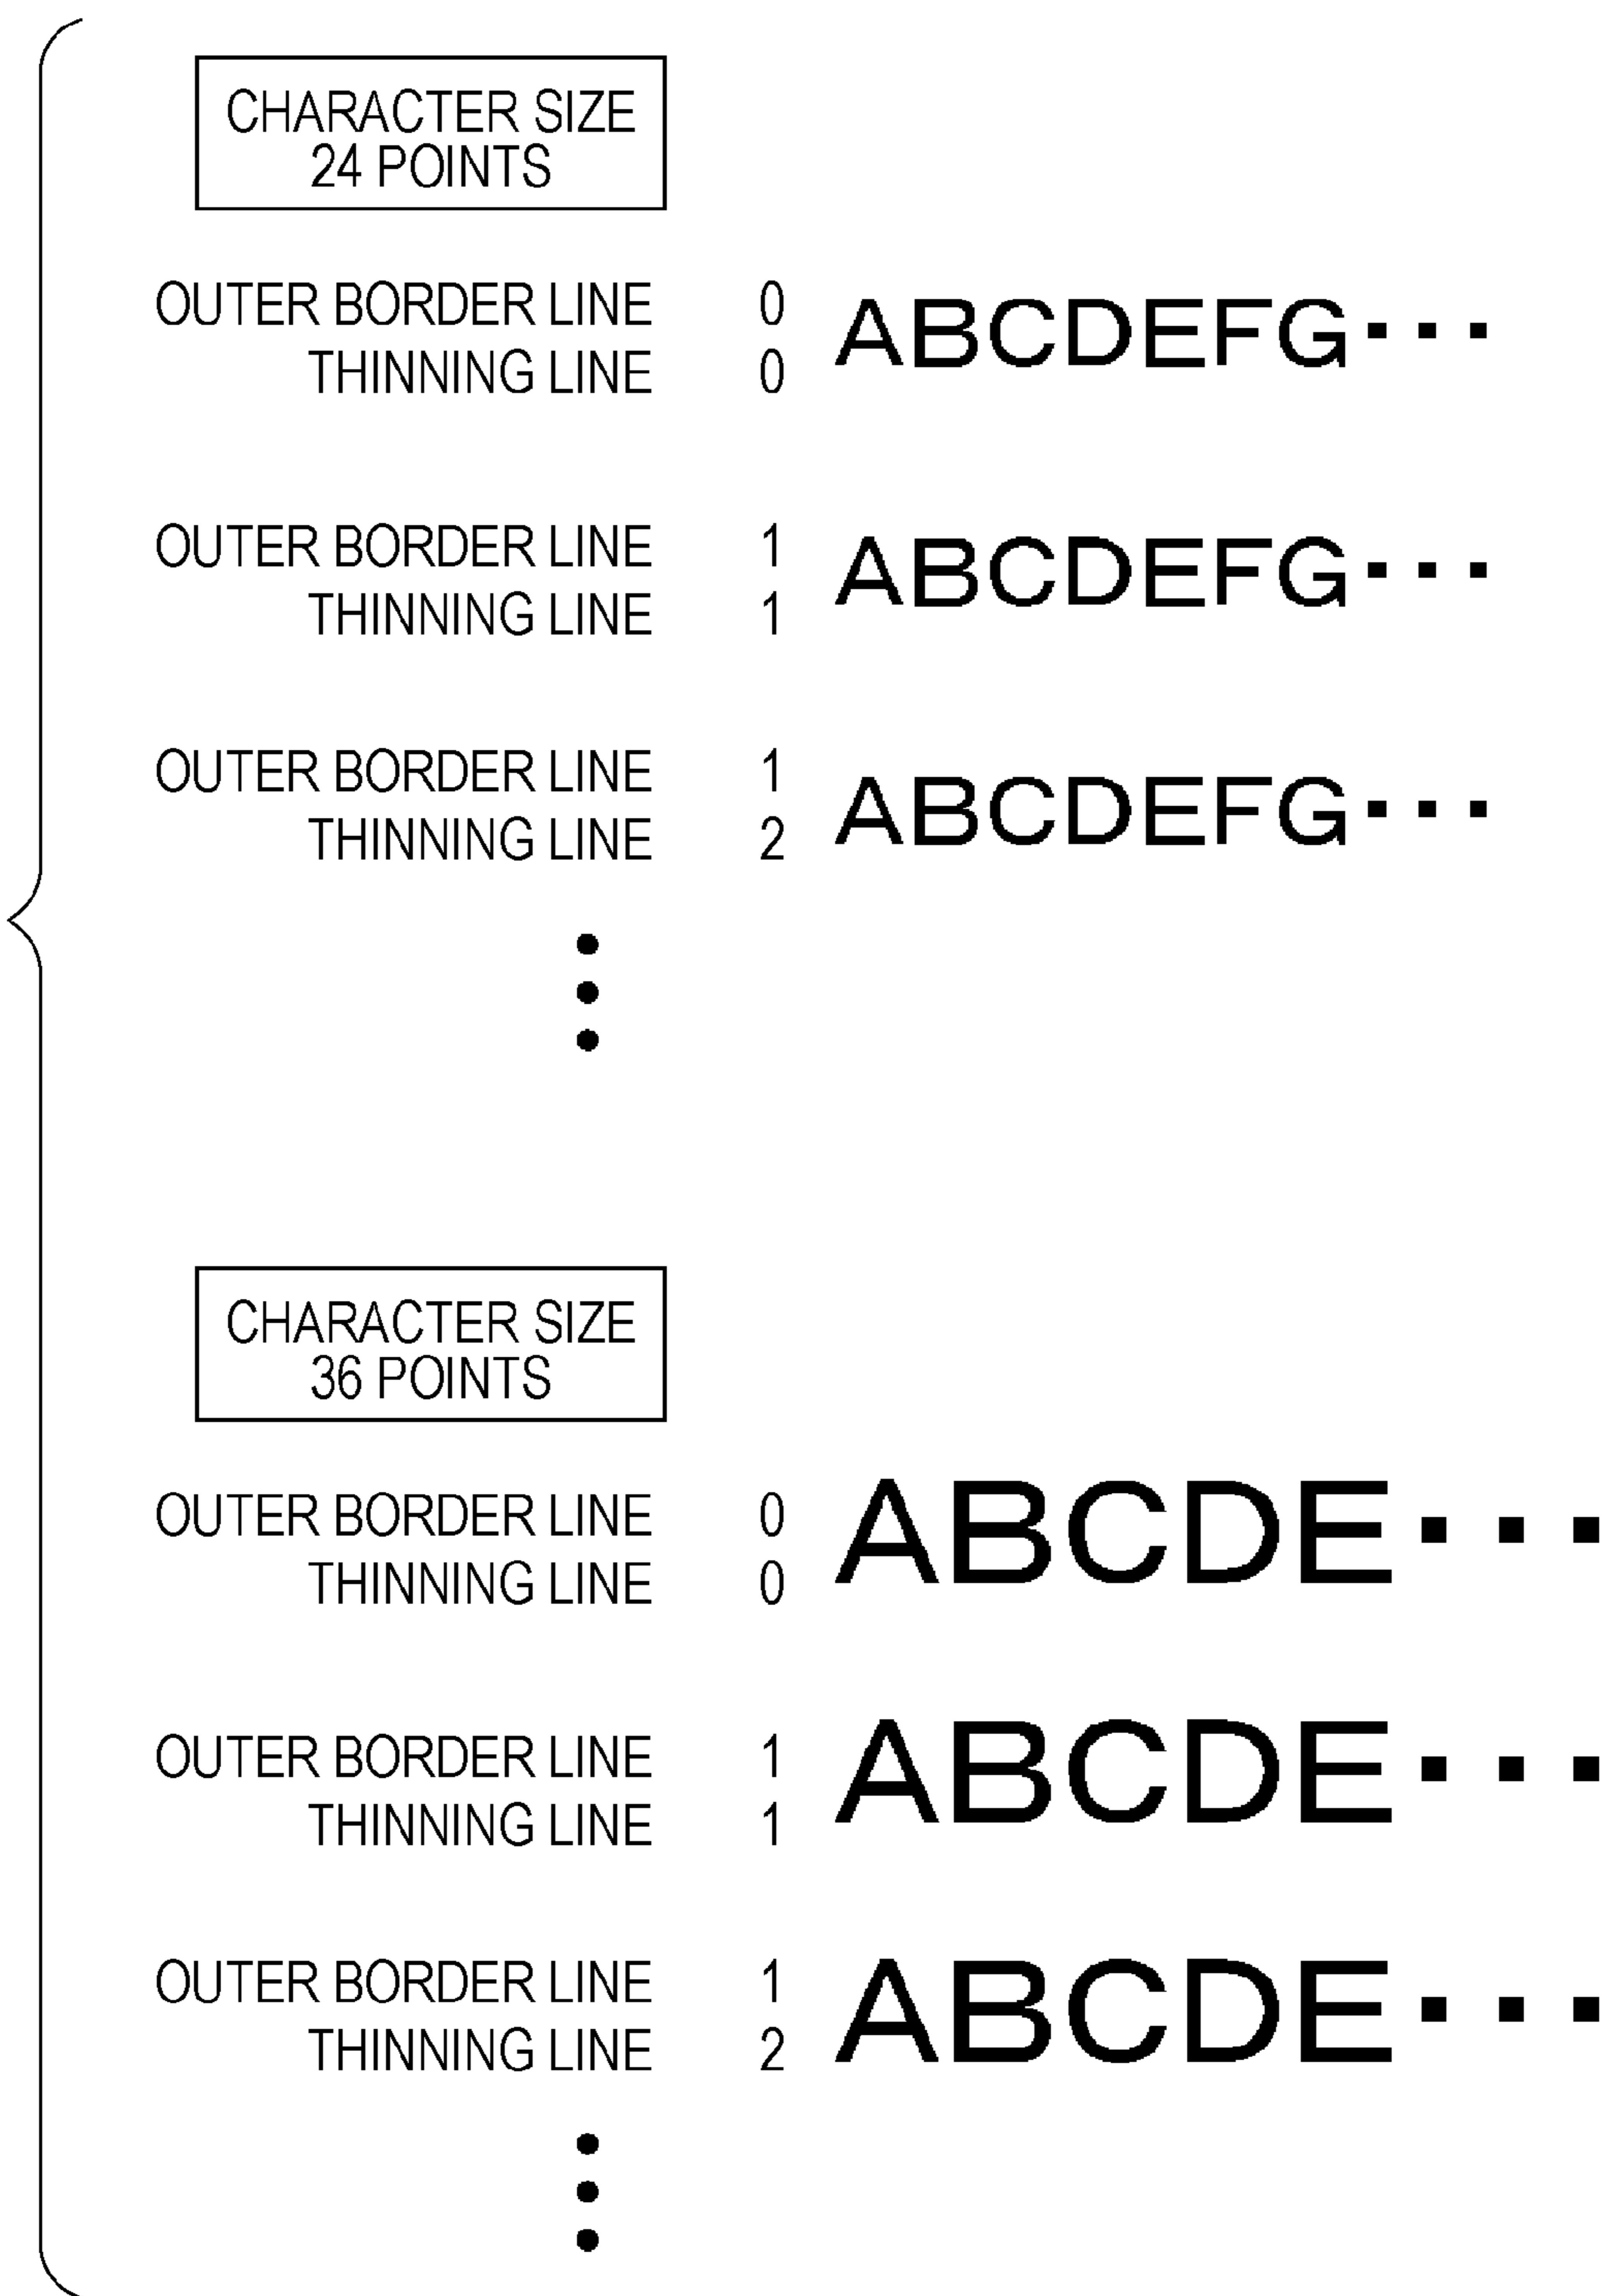 CHARACTER SIZE
24 POINTS
OUTER BORDER LINE 0
THINNING LINE 0
ABCDEFG▪▪▪
OUTER BORDER LINE 1
THINNING LINE 1
ABCDEFG▪▪▪
OUTER BORDER LINE 1
THINNING LINE 2
ABCDEFG▪▪▪
CHARACTER SIZE
36 POINTS
OUTER BORDER LINE 0
THINNING LINE 0
ABCDE▪▪▪
OUTER BORDER LINE 1
THINNING LINE 1
ABCDE▪▪▪
OUTER BORDER LINE 1
THINNING LINE 2
ABCDE▪▪▪